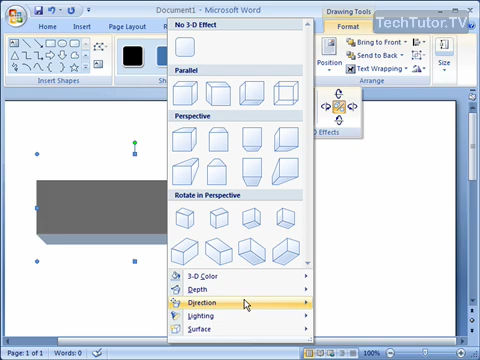 Document1 - Microsoft Word
Drawing Tools
TechTutor.TV
Home
Insert
Page Layout
Format
No 3-D Effect
Parallel
Perspective
Rotate in Perspective
Insert Shapes
Position
Bring to Front
Send to Back
Text Wrapping
Arrange
Size
D Effects
3-D Color
Depth
Direction
Lighting
Surface
Page: 1 of 1
Words: 0
100%